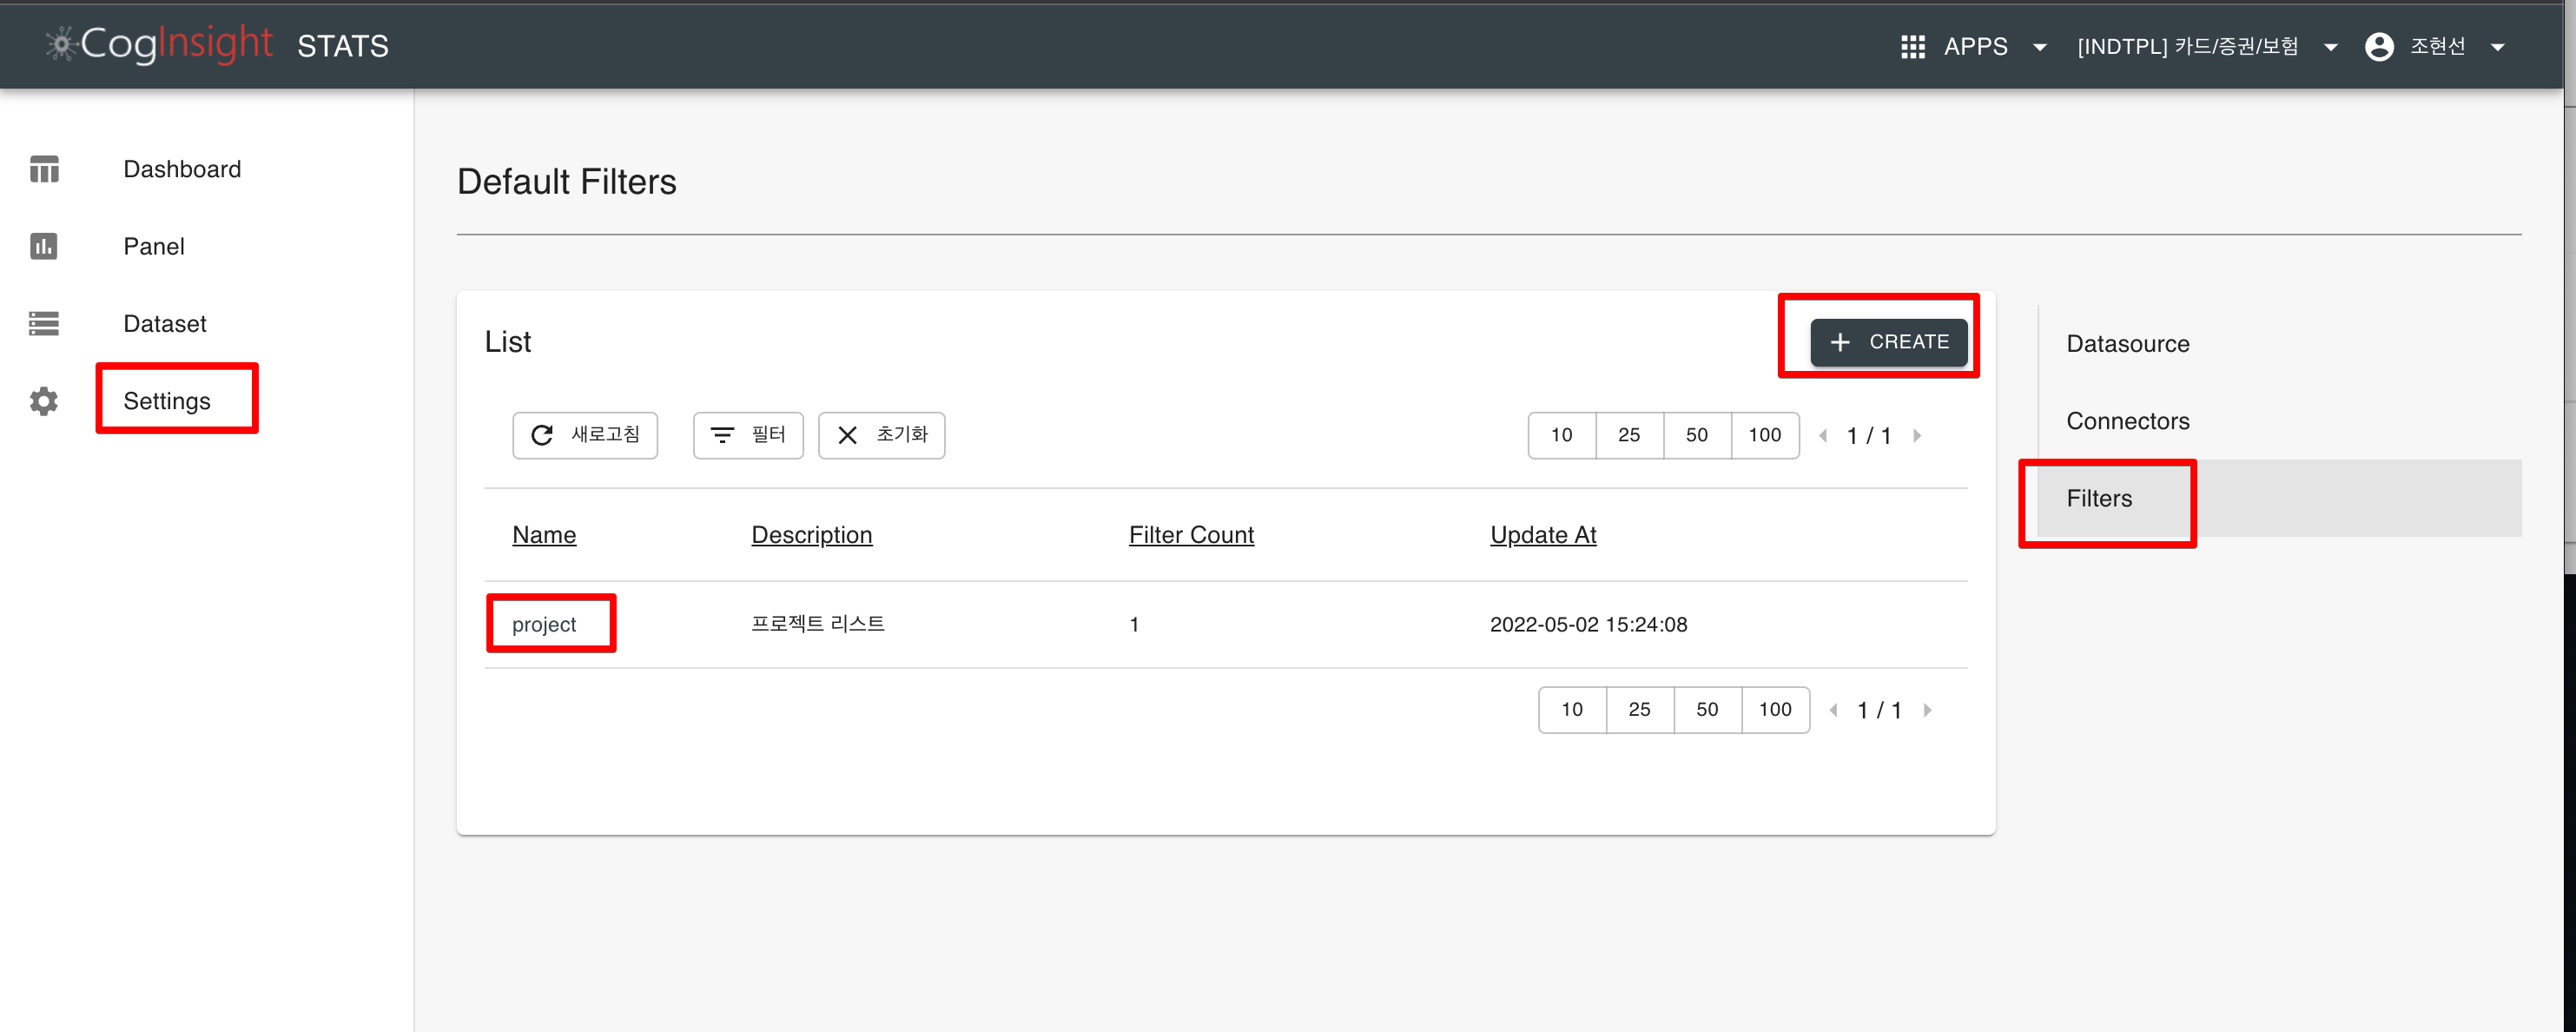 CogInsight STATS
APPS
[INDTPL] 카드/증권/보험
조현선
Dashboard
Panel
Dataset
Settings
Default Filters
List
CREATE
새로고침 필터 초기화
10 25 50 100 1 / 1
Name Description Filter Count Update At
project 프로젝트 리스트 1 2022-05-02 15:24:08
10 25 50 100 1 / 1
Datasource
Connectors
Filters